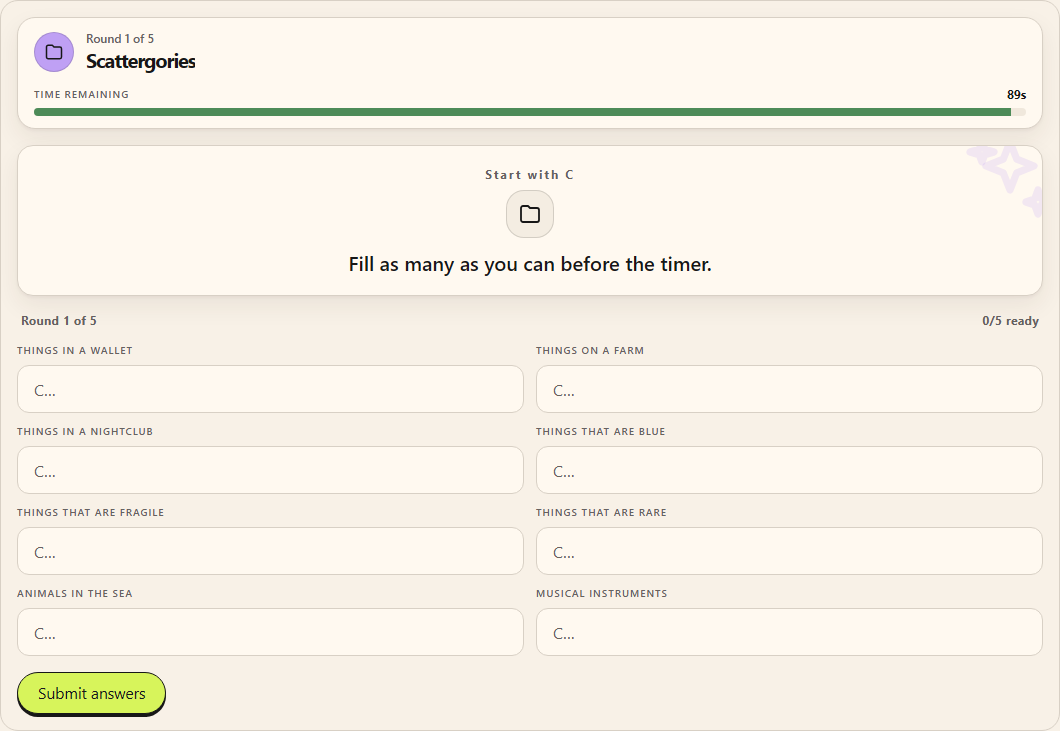 Round 1 of 5
Scattergories
TIME REMAINING
89s
Start with C
Fill as many as you can before the timer.
Round 1 of 5
0/5 ready
THINGS IN A WALLET
C...
THINGS ON A FARM
C...
THINGS IN A NIGHTCLUB
C...
THINGS THAT ARE BLUE
C...
THINGS THAT ARE FRAGILE
C...
THINGS THAT ARE RARE
C...
ANIMALS IN THE SEA
C...
MUSICAL INSTRUMENTS
C...
Submit answers